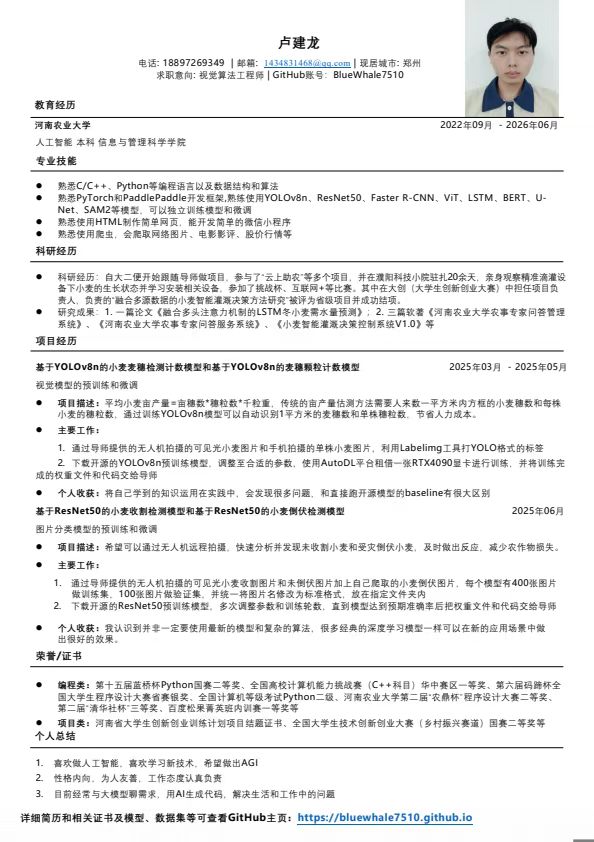 卢建龙
电话: 18897269349 | 邮箱: 1434831468@qq.com | 现居城市: 郑州
求职意向: 视觉算法工程师 | GitHub账号: BlueWhale7510
教育经历
河南农业大学 2022年09月 - 2026年06月
人工智能 本科 信息与管理科学学院
专业技能
● 熟悉C/C++、Python等编程语言以及数据结构和算法
● 熟悉PyTorch和PaddlePaddle开发框架,熟练使用YOLOv8n、ResNet50、Faster R-CNN、ViT、LSTM、BERT、U-
Net、SAM2等模型，可以独立训练模型和微调
● 熟悉使用HTML制作简单网页，能开发简单的微信小程序
● 熟悉使用爬虫，会爬取网络图片、电影影评、股价行情等
科研经历
● 科研经历：自大二便开始跟随导师做项目，参与了“云上助农”等多个项目，并在濮阳科技小院驻扎20余天，亲身观察精准滴灌设
备下小麦的生长状态并学习安装相关设备，参加了挑战杯、互联网+等比赛。其中在大创（大学生创新创业大赛）中担任项目负
责人，负责的“融合多源数据的小麦智能灌溉决策方法研究”被评为省级项目并成功结项。
● 研究成果：1. 一篇论文《融合多头注意力机制的LSTM冬小麦需水量预测》；2. 三篇软著《河南农业大学农事专家问答管理
系统》、《河南农业大学农事专家问答服务系统》、《小麦智能灌溉决策控制系统V1.0》等
项目经历
基于YOLOv8n的小麦麦穗检测计数模型和基于YOLOv8n的麦穗颗粒计数模型 2025年03月 - 2025年05月
视觉模型的预训练和微调
● 项目描述：平均小麦亩产量=亩穗数*穗粒数*千粒重，传统的亩产量估测方法需要人来数一平方米内方框的小麦穗数和每株
小麦的穗粒数，通过训练YOLOv8n模型可以自动识别1平方米的麦穗数和单株穗粒数，节省人力成本。
● 主要工作：
1. 通过导师提供的无人机拍摄的可见光小麦图片和手机拍摄的单株小麦图片，利用Labelimg工具打YOLO格式的标签
2. 下载开源的YOLOv8n预训练模型，调整至合适的参数，使用AutoDL平台租借一张RTX4090显卡进行训练，并将训练完
成的权重文件和代码交给导师
● 个人收获：将自己学到的知识运用在实践中，会发现很多问题，和直接跑开源模型的baseline有很大区别
基于ResNet50的小麦收割检测模型和基于ResNet50的小麦倒伏检测模型 2025年06月
图片分类模型的预训练和微调
● 项目描述：希望可以通过无人机远程拍摄，快速分析并发现未收割小麦和受灾倒伏小麦，及时做出反应，减少农作物损失。
● 主要工作：
1. 通过导师提供的无人机拍摄的可见光小麦收割图片和未倒伏图片加上自己爬取的小麦倒伏图片，每个模型有400张图片
做训练集，100张图片做验证集，并统一将图片名修改为标准格式，放在指定文件夹内
2. 下载开源的ResNet50预训练模型，多次调整参数和训练轮数，直到模型达到预期准确率后把权重文件和代码交给导师
● 个人收获：我认识到并非一定要使用最新的模型和复杂的算法，很多经典的深度学习模型一样可以在新的应用场景中做
出很好的效果。
荣誉/证书
● 编程类：第十五届蓝桥杯Python国赛二等奖、全国高校计算机能力挑战赛（C++科目）华中赛区一等奖、第六届码蹄杯全
国大学生程序设计大赛省赛银奖、全国计算机等级考试Python二级、河南农业大学第二届“农鼎杯”程序设计大赛二等奖、
第二届“清华社杯”三等奖、百度松果菁英班内训赛一等奖等
● 项目类：河南省大学生创新创业训练计划项目结题证书、全国大学生技术创新创业大赛（乡村振兴赛道）国赛二等奖等
个人总结
1. 喜欢做人工智能，喜欢学习新技术，希望做出AGI
2. 性格内向，为人友善，工作态度认真负责
3. 目前经常与大模型聊需求，用AI生成代码，解决生活和工作中的问题
详细简历和相关证书及模型、数据集等可查看GitHub主页：https://bluewhale7510.github.io